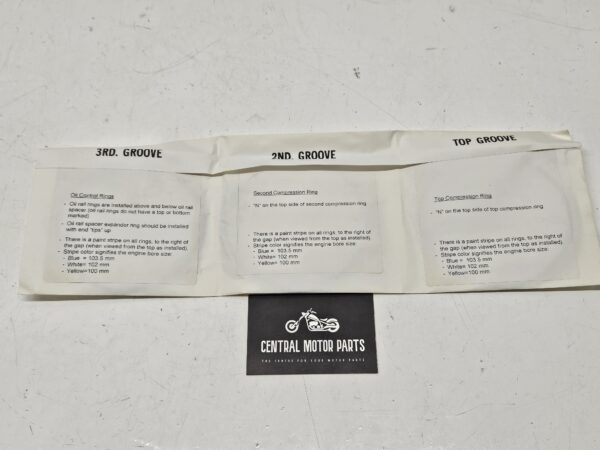 3RD. GROOVE
Oil Control Rings
- Oil rail rings are installed above and below oil rail
spacer (oil rail rings do not have a top or bottom
marked)
- Oil rail spacer expandor ring should be installed
with end "tips" up
- There is a paint stripe on all rings, to the right of
the gap (when viewed from the top as installed).
- Stripe color signifies the engine bore size:
- Blue = 103.5 mm
- White= 102 mm
- Yellow=100 mm
2ND. GROOVE
Second Compression Ring
- "N" on the top side of second compression ring
There is a paint stripe on all rings, to the right of
the gap (when viewed from the top as installed).
Stripe color signifies the engine bore size:
- Blue = 103.5 mm
- White= 102 mm
- Yellow=100 mm
TOP GROOVE
Top Compression Ring
- "N" on the top side of top compression ring
There is a paint stripe on all rings, to the right of
the gap (when viewed from the top as installed).
Stripe color signifies the engine bore size:
- Blue = 103.5 mm
- White= 102 mm
- Yellow=100 mm
CENTRAL MOTOR PARTS
THE CENTRE FOR YOUR MOTOR PARTS